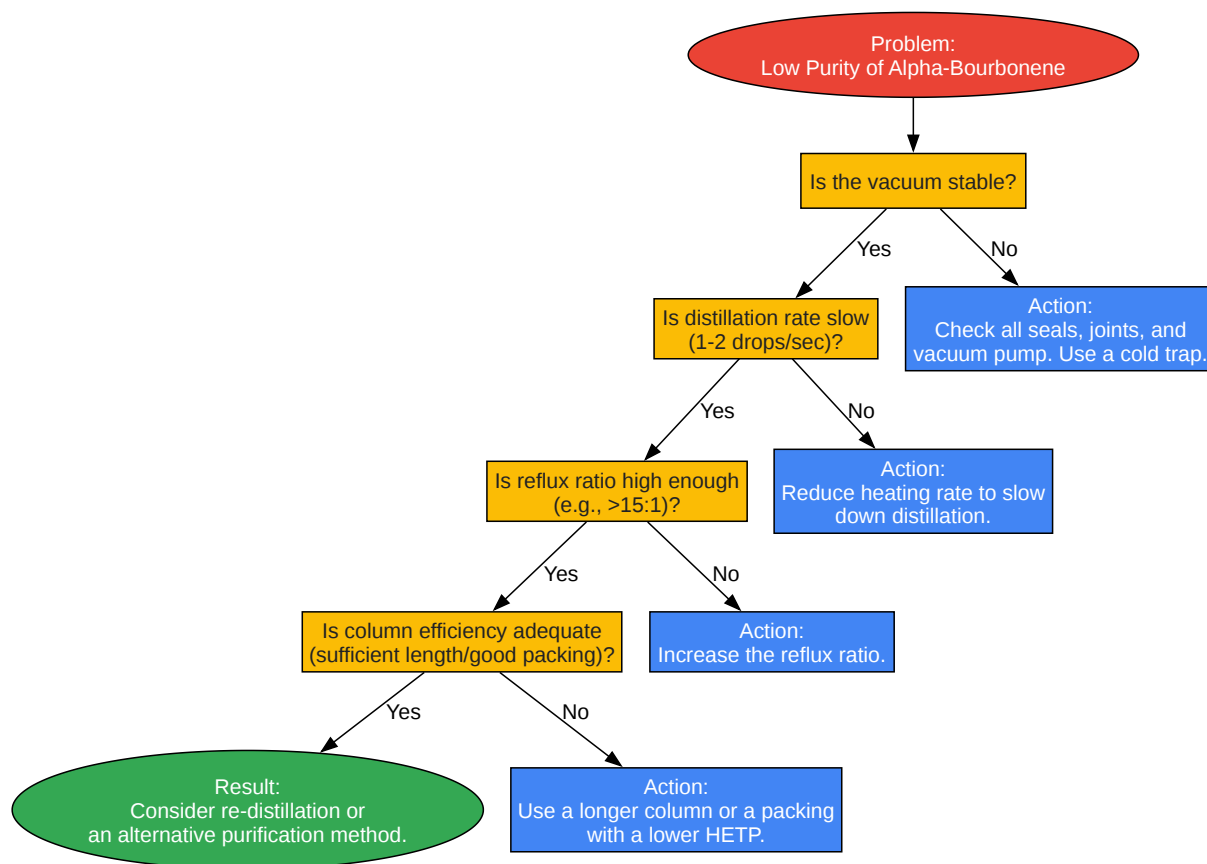 Problem:
Low Purity of Alpha-Bourbonene
Is the vacuum stable?
Yes
No
Is distillation rate slow
(1-2 drops/sec)?
Action:
Check all seals, joints, and
vacuum pump. Use a cold trap.
Yes
No
Is reflux ratio high enough
(e.g., >15:1)?
Action:
Reduce heating rate to slow
down distillation.
Yes
No
Is column efficiency adequate
(sufficient length/good packing)?
Action:
Increase the reflux ratio.
Yes
No
Result:
Consider re-distillation or
an alternative purification method.
Action:
Use a longer column or a packing
with a lower HETP.